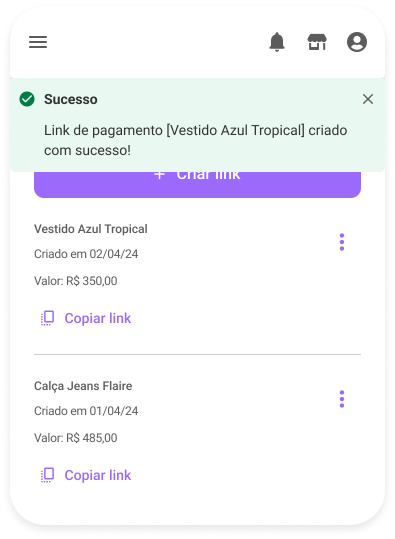 Sucesso
Link de pagamento [Vestido Azul Tropical] criado
com sucesso!
+ Criar link
Vestido Azul Tropical
Criado em 02/04/24
Valor: R$ 350,00
Copiar link
Calça Jeans Flaire
Criado em 01/04/24
Valor: R$ 485,00
Copiar link